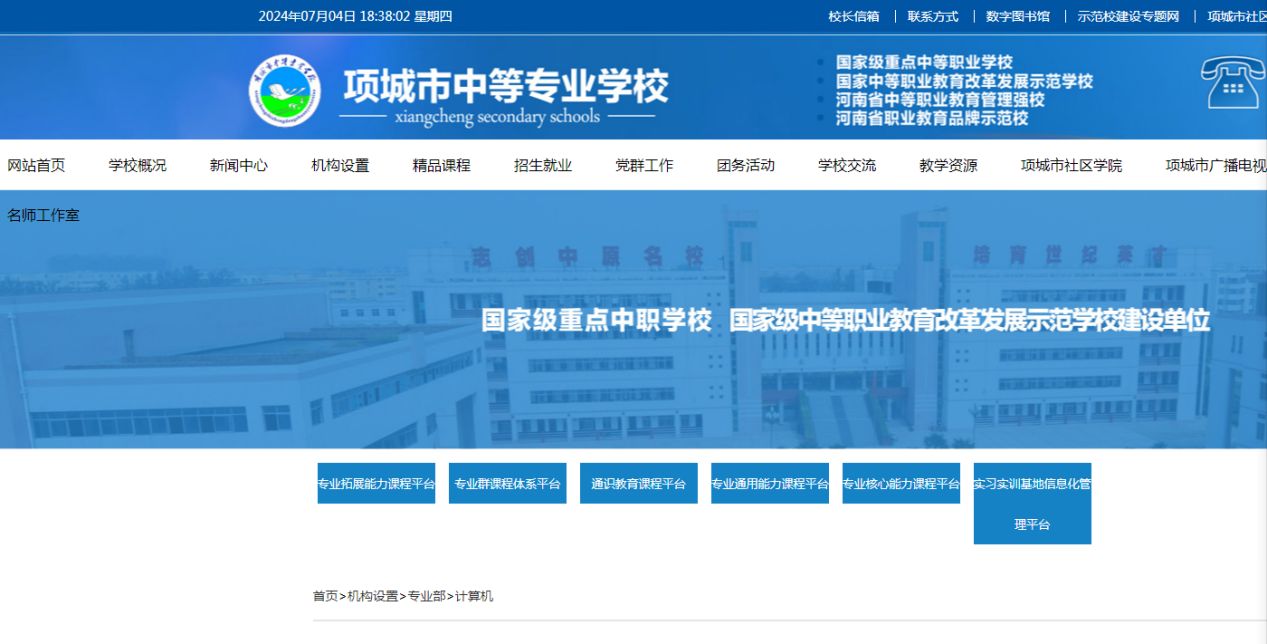 2024年07月04日 18:38:02 星期四
校长信箱 | 联系方式 | 数字图书馆 | 示范校建设专题网 | 项城市社区
项城市中等专业学校
xiangcheng secondary schools
国家级重点中等职业学校
国家中等职业教育改革发展示范学校
河南省中等职业教育管理强校
河南省职业教育品牌示范校
网站首页 学校概况 新闻中心 机构设置 精品课程 招生就业 党群工作 团务活动 学校交流 教学资源 项城市社区学院 项城市广播电视
名师工作室
志创中原名校 培育世纪英才
国家级重点中职学校 国家级中等职业教育改革发展示范学校建设单位
专业拓展能力课程平台 专业群课程体系平台 通识教育课程平台 专业通用能力课程平台 专业核心能力课程平台 实习实训基地信息化管
理平台
首页>机构设置>专业部>计算机